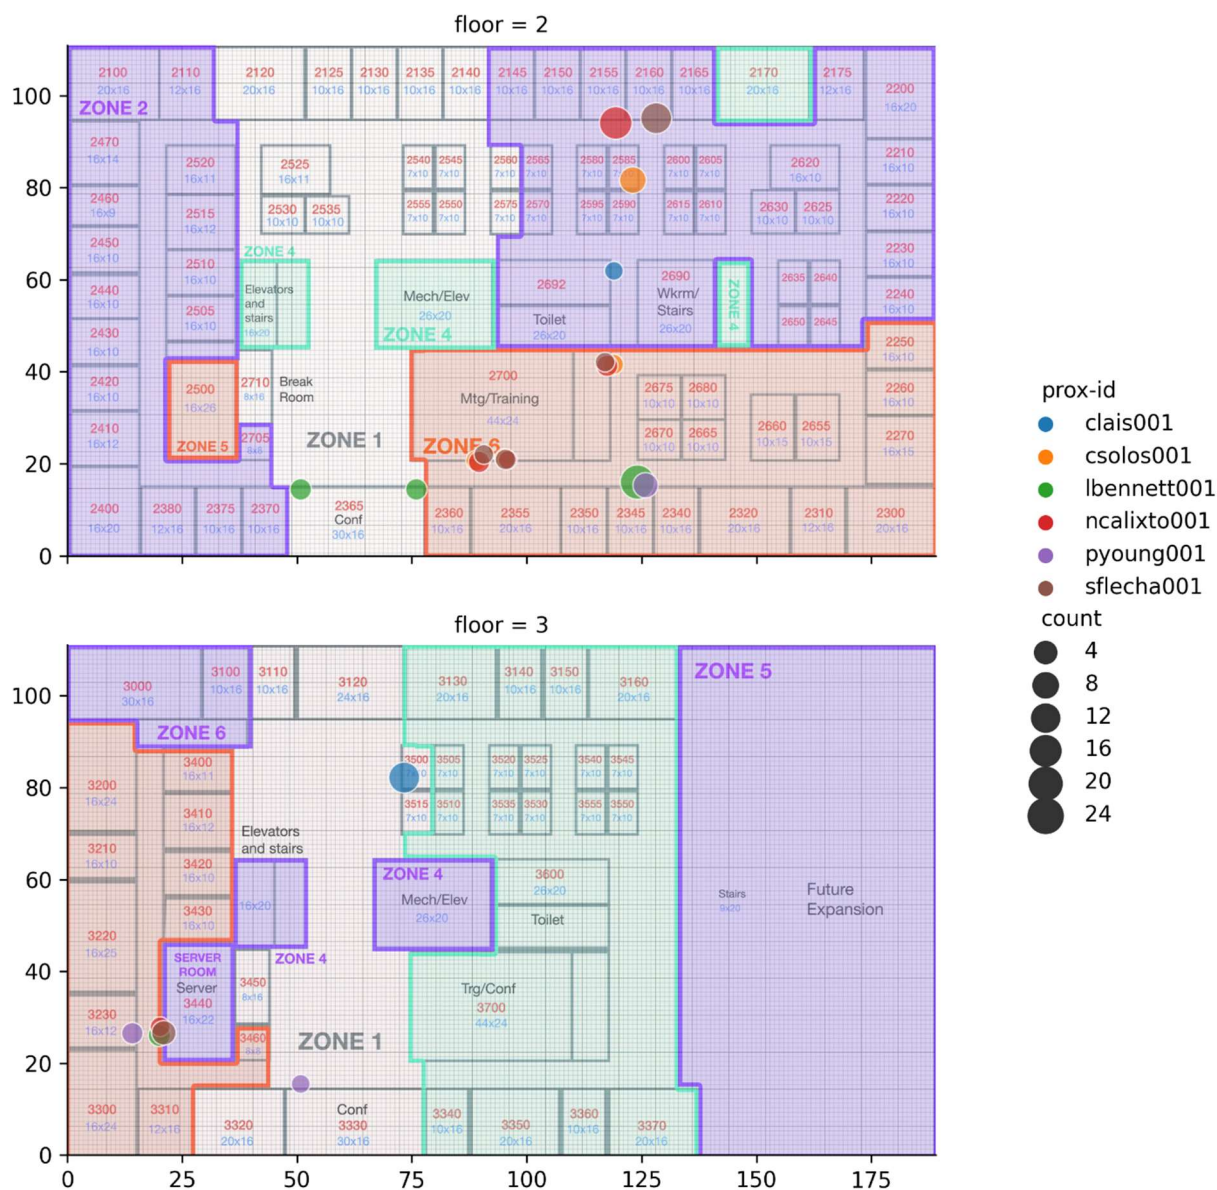 floor = 2
100
80
60
40
20
0
2100
20x16
2110
12x16
2120
10x16
2125
10x16
2130
10x16
2135
10x16
2140
10x16
2145
10x16
2150
10x16
2155
10x16
2160
10x16
2165
10x16
2170
20x16
2175
12x16
2200
16x20
ZONE 2
2470
16x14
2520
16x11
2525
16x11
2540
7x10
2545
7x10
2560
7x10
2565
7x10
2580
7x10
2585
7x10
2600
7x10
2605
7x10
2620
16x10
2210
16x10
2460
16x9
2515
16x12
2530
10x10
2535
10x10
2555
7x10
2550
7x10
2575
7x10
2570
7x10
2595
7x10
2590
7x10
2615
7x10
2610
7x10
2630
10x10
2625
10x10
2220
16x10
2450
16x10
2510
16x10
ZONE 4
Elevators
and
stairs
16x20
Mech/Elev
26x20
ZONE 4
2692
Toilet
26x20
2690
Wkrm/
Stairs
26x20
ZONE 4
2635
2640
2650
2645
2230
16x10
2440
16x10
2505
16x10
2240
16x10
2430
16x10
2250
16x10
2420
16x10
2500
16x26
ZONE 5
2710
8x16
Break
Room
2700
Mtg/Training
44x24
2675
10x10
2680
10x10
2260
16x10
2410
16x12
2705
8x8
ZONE 1
ZONE 6
2670
10x10
2665
10x10
2660
10x15
2655
10x15
2270
16x15
2400
16x20
2380
12x16
2375
10x16
2370
10x16
2365
Conf
30x16
2360
10x16
2355
20x16
2350
10x16
2345
10x16
2340
10x16
2320
20x16
2310
12x16
2300
20x16
prox-id
clais001
csolos001
lbennett001
ncalixto001
pyoung001
sflecha001
count
4
8
12
16
20
24
floor = 3
100
80
60
40
20
0
3000
30x16
3100
10x16
3110
10x16
3120
24x16
3130
20x16
3140
10x16
3150
10x16
3160
20x16
ZONE 5
ZONE 6
3200
16x24
3400
16x11
3500
3505
7x10
3520
7x10
3525
7x10
3540
7x10
3545
7x10
3410
16x12
3515
7x10
3510
7x10
3535
7x10
3530
7x10
3555
7x10
3550
7x10
3210
16x10
3420
16x10
Elevators
and stairs
16x20
ZONE 4
ZONE 4
Mech/Elev
26x20
3600
26x20
Toilet
Stairs
9x20
Future
Expansion
3220
16x25
3430
16x10
SERVER
ROOM
Server
3440
16x22
3450
8x16
Trg/Conf
3700
44x24
3230
16x12
3460
8x8
ZONE 1
3300
16x24
3310
12x16
3320
20x16
Conf
3330
30x16
3340
10x16
3350
20x16
3360
10x16
3370
20x16
0
25
50
75
100
125
150
175